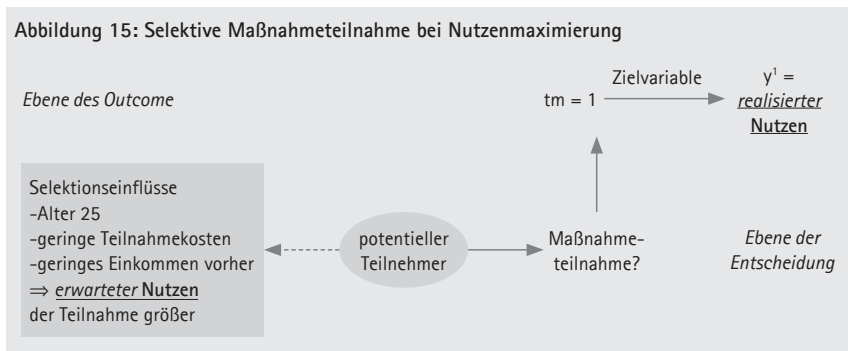 Abbildung 15: Selektive Maßnahmeteilnahme bei Nutzenmaximierung
Ebene des Outcome
tm = 1
Zielvariable
y¹ =
realisierter
Nutzen
Selektionseinflüsse
-Alter 25
-geringe Teilnahmekosten
-geringes Einkommen vorher
⇒ erwarteter Nutzen
der Teilnahme größer
potentieller
Teilnehmer
Maßnahme-
teilnahme?
Ebene der
Entscheidung